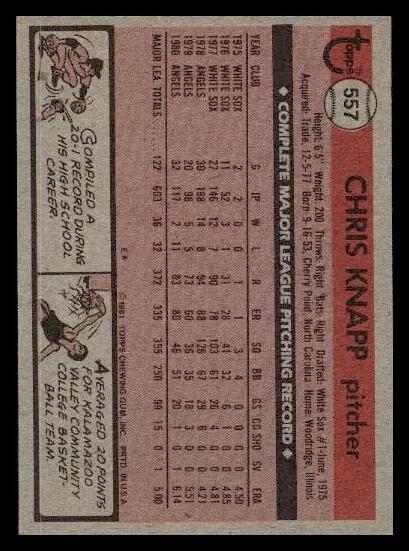 topps
557
CHRIS KNAPP pitcher
Height: 6'5" Weight: 200 Throws: Right Bats: Right Drafted: White Sox #1-June, 1975
Acquired: Trade, 12-5-77 Born: 9-16-53, Cherry Point, North Carolina Home: Woodridge, Illinois
◆ COMPLETE MAJOR LEAGUE PITCHING RECORD ◆
YEAR CLUB G IP W L R ER SO BB GS CG SHO SV ERA
1975 WHITE SOX 2 2 0 0 1 1 3 4 0 0 0 0 4.50
1976 WHITE SOX 11 52 3 1 31 28 41 32 6 1 0 0 4.85
1977 WHITE SOX 27 146 12 7 90 78 103 61 26 4 0 0 4.81
1978 ANGELS 30 188 14 8 94 88 126 67 29 6 0 0 4.21
1979 ANGELS 20 98 5 5 73 60 36 35 18 3 0 0 5.51
1980 ANGELS 32 117 2 11 83 80 46 51 20 1 0 1 6.14
MAJOR LEA. TOTALS 122 603 36 32 372 335 355 250 99 15 0 1 5.00
© 1981 TOPPS CHEWING GUM, INC. PRTD. IN U.S.A.
COMPILED A
20-1 RECORD DURING
HIS HIGH SCHOOL
CAREER.
AVERAGED 20 POINTS
FOR KALAMAZOO
VALLEY COMMUNITY
COLLEGE BASKET-
BALL TEAM